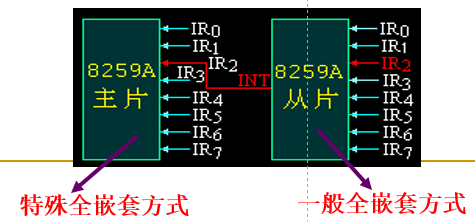 IR0
IR1
IR2
IR3
IR4
IR5
IR6
IR7
8259A
主片
INT
IR0
IR1
IR2
IR3
IR4
IR5
IR6
IR7
8259A
从片
特殊全嵌套方式
一般全嵌套方式